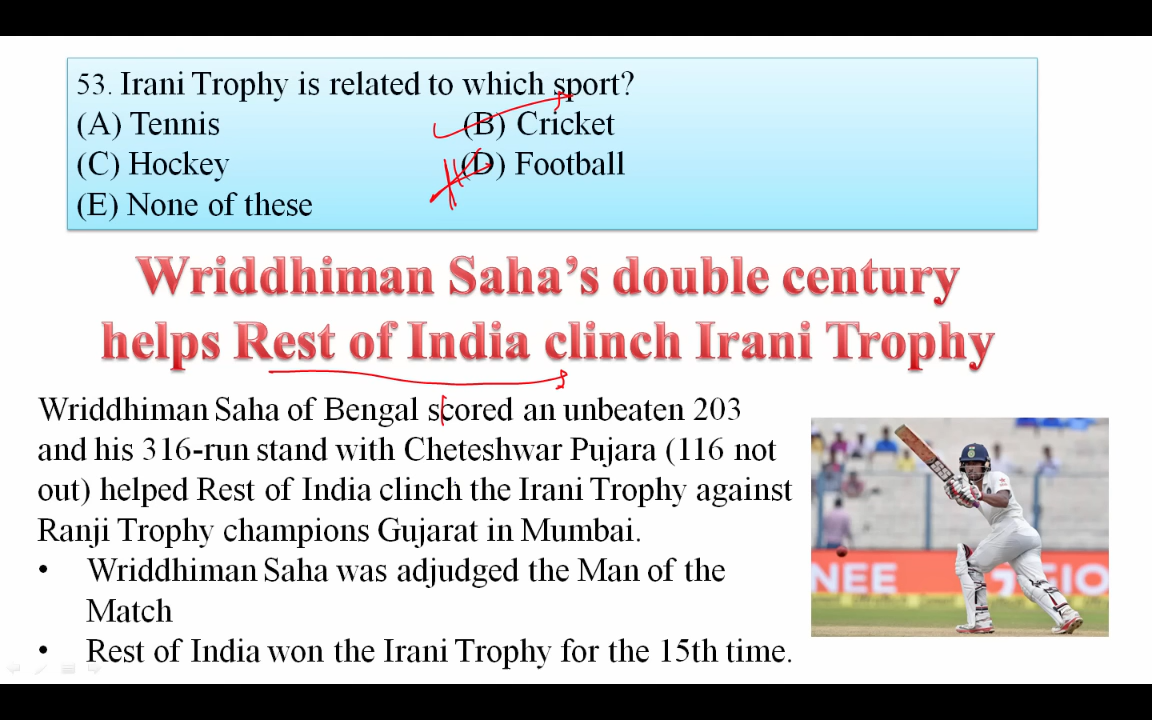 53. Irani Trophy is related to which sport?
(A) Tennis (B) Cricket
(C) Hockey (D) Football
(E) None of these
Wriddhiman Saha’s double century
helps Rest of India clinch Irani Trophy
Wriddhiman Saha of Bengal scored an unbeaten 203
and his 316-run stand with Cheteshwar Pujara (116 not
out) helped Rest of India clinch the Irani Trophy against
Ranji Trophy champions Gujarat in Mumbai.
• Wriddhiman Saha was adjudged the Man of the
Match
• Rest of India won the Irani Trophy for the 15th time.
NEE GIO